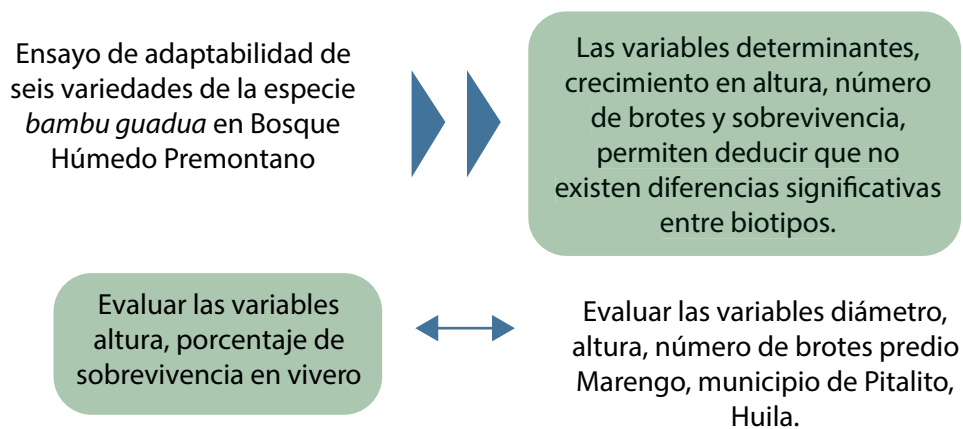 Ensayo de adaptabilidad de
seis variedades de la especie
bambu guadua en Bosque
Húmedo Premontano
Las variables determinantes,
crecimiento en altura, número
de brotes y sobrevivencia,
permiten deducir que no
existen diferencias significativas
entre biotipos.
Evaluar las variables
altura, porcentaje de
sobrevivencia en vivero
Evaluar las variables diámetro,
altura, número de brotes predio
Marengo, municipio de Pitalito,
Huila.